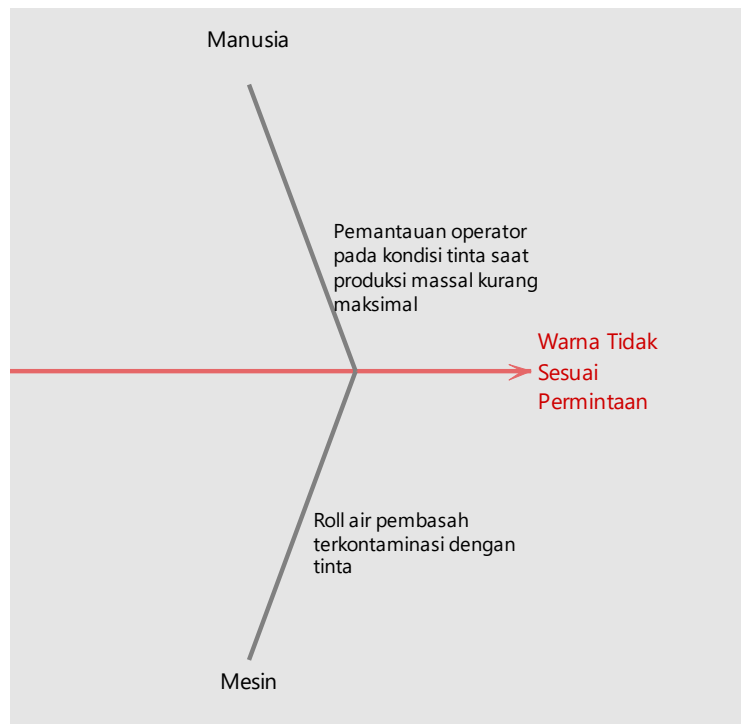 Manusia
Pemantauan operator
pada kondisi tinta saat
produksi massal kurang
maksimal
Warna Tidak
Sesuai
Permintaan
Roll air pembasah
terkontaminasi dengan
tinta
Mesin